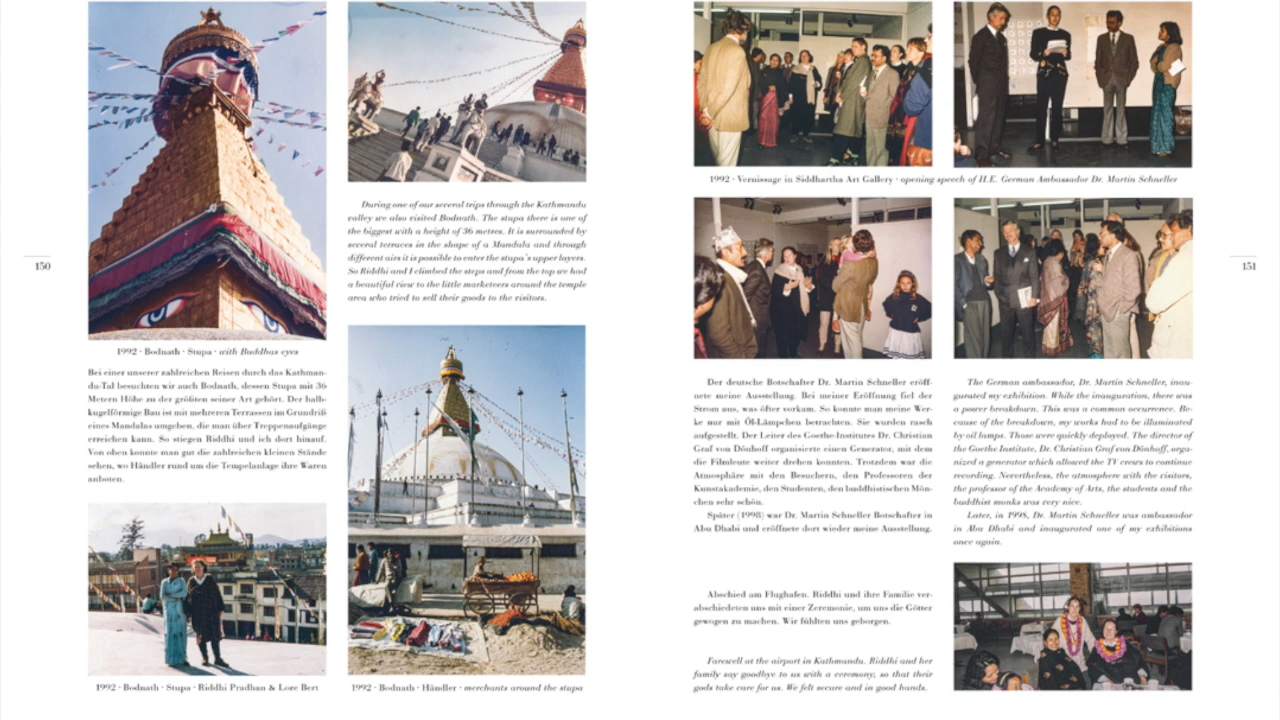 150
1992 · Bodnath · Stupa · with Buddhas eyes
Bei einer unserer zahlreichen Reisen durch das Kathman-
du-Tal besuchten wir auch Bodnath, dessen Stupa mit 36
Metern Höhe zu der größten seiner Art gehört. Der halb-
kugelförmige Bau ist mit mehreren Terrassen im Grundriß
eines Mandalas umgeben, die man über Treppenaufgänge
erreichen kann. So stiegen Riddhi und ich dort hinauf.
Von oben konnte man gut die zahlreichen kleinen Stände
sehen, wo Händler rund um die Tempelanlage ihre Waren
anboten.
1992 · Bodnath · Stupa · Riddhi Pradhan & Lore Bert
During one of our several trips through the Kathmandu
valley we also visited Bodnath. The stupa there is one of
the biggest with a height of 36 metres. It is surrounded by
several terraces in the shape of a Mandala and through
different airs it is possible to enter the stupa's upper layers.
So Riddhi and I climbed the steps and from the top we had
a beautiful view to the little marketeers around the temple
area who tried to sell their goods to the visitors.
1992 · Bodnath · Händler · merchants around the stupa
1992 · Vernissage in Siddhartha Art Gallery · opening speech of H.E. German Ambassador Dr. Martin Schneller
151
Der deutsche Botschafter Dr. Martin Schneller eröff-
nete meine Ausstellung. Bei meiner Eröffnung fiel der
Strom aus, was öfter vorkam. So konnte man meine Wer-
ke nur mit Öl-Lämpchen betrachten. Sie wurden rasch
aufgestellt. Der Leiter des Goethe-Institutes Dr. Christian
Graf von Dönhoff organisierte einen Generator, mit dem
die Filmleute weiter drehen konnten. Trotzdem war die
Atmosphäre mit den Besuchern, den Professoren der
Kunstakademie, den Studenten, den buddhistischen Mön-
chen sehr schön.
Später (1998) war Dr. Martin Schneller Botschafter in
Abu Dhabi und eröffnete dort wieder meine Ausstellung.
Abschied am Flughafen. Riddhi und ihre Familie ver-
abschiedeten uns mit einer Zeremonie, um uns die Götter
gewogen zu machen. Wir fühlten uns geborgen.
Farewell at the airport in Kathmandu. Riddhi and her
family say goodbye to us with a ceremony, so that their
gods take care for us. We felt secure and in good hands.
The German ambassador, Dr. Martin Schneller, inau-
gurated my exhibition. While the inauguration, there was
a power breakdown. This was a common occurrence. Be-
cause of the breakdown, my works had to be illuminated
by oil lamps. Those were quickly deployed. The director of
the Goethe Institute, Dr. Christian Graf von Dönhoff, orga-
nized a generator which allowed the TV crews to continue
recording. Nevertheless, the atmosphere with the visitors,
the professor of the Academy of Arts, the students and the
buddhist monks was very nice.
Later, in 1998, Dr. Martin Schneller was ambassador
in Abu Dhabi and inaugurated one of my exhibitions
once again.